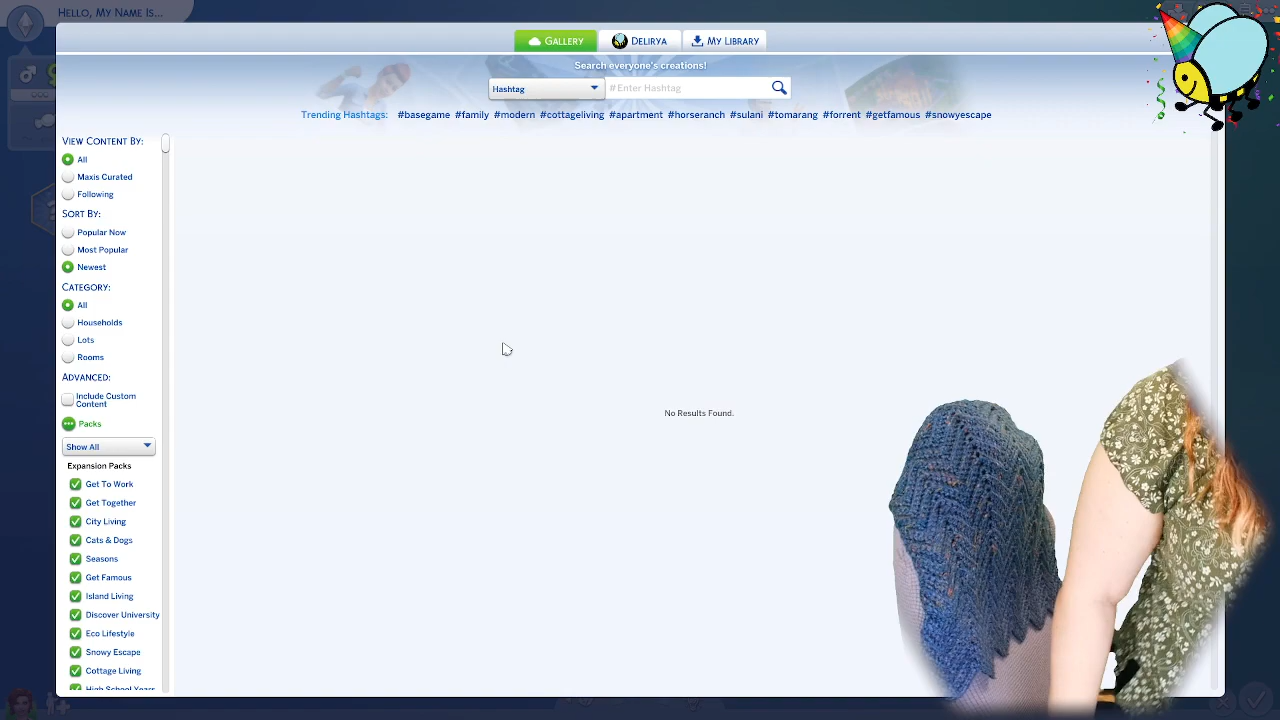 Hello, My Name Is...
Gallery
Delirya
My Library
Search everyone's creations!
Hashtag
#Enter Hashtag
Trending Hashtags: #basegame #family #modern #cottageliving #apartment #horseranch #sulani #tomarang #forrent #getfamous #snowyescape
View Content By:
All
Maxis Curated
Following
Sort By:
Popular Now
Most Popular
Newest
Category:
All
Households
Lots
Rooms
Advanced:
Include Custom
Content
Packs
Show All
Expansion Packs
Get To Work
Get Together
City Living
Cats & Dogs
Seasons
Get Famous
Island Living
Discover University
Eco Lifestyle
Snowy Escape
Cottage Living
High School Years
No Results Found.